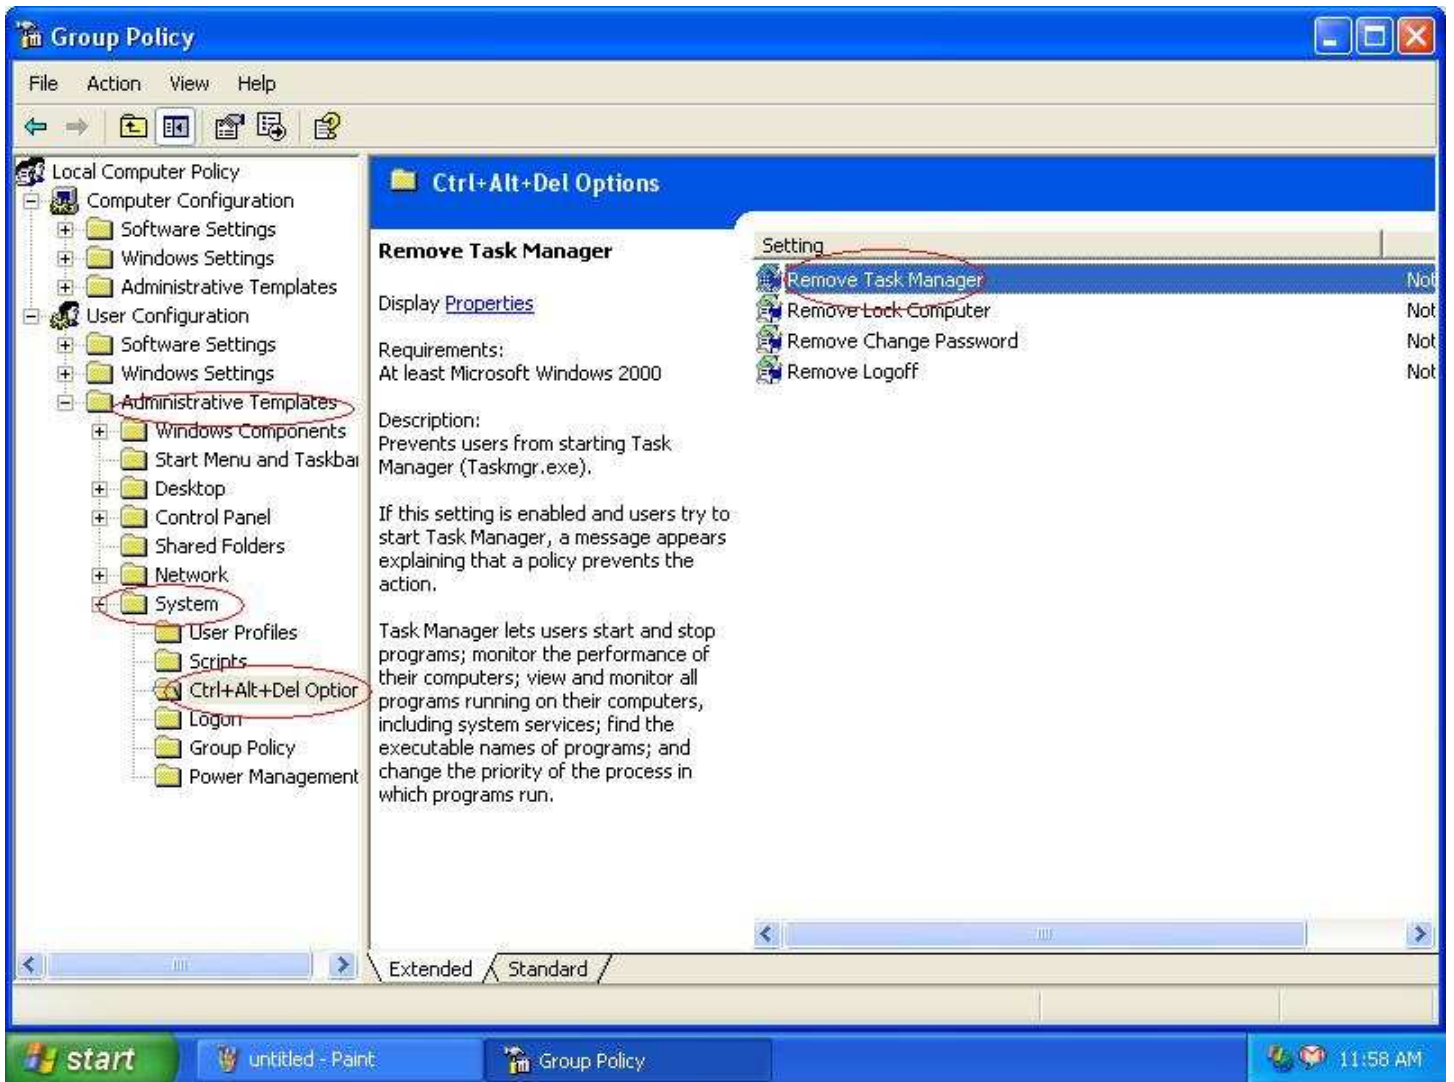 Group Policy
File Action View Help
Local Computer Policy
Computer Configuration
Software Settings
Windows Settings
Administrative Templates
User Configuration
Software Settings
Windows Settings
Administrative Templates
Windows Components
Start Menu and Taskbar
Desktop
Control Panel
Shared Folders
Network
System
User Profiles
Scripts
Ctrl+Alt+Del Option
Logon
Group Policy
Power Management
Ctrl+Alt+Del Options
Remove Task Manager
Display Properties
Requirements:
At least Microsoft Windows 2000
Description:
Prevents users from starting Task
Manager (Taskmgr.exe).
If this setting is enabled and users try to
start Task Manager, a message appears
explaining that a policy prevents the
action.
Task Manager lets users start and stop
programs; monitor the performance of
their computers; view and monitor all
programs running on their computers,
including system services; find the
executable names of programs; and
change the priority of the process in
which programs run.
Setting
Remove Task Manager Not
Remove Lock Computer Not
Remove Change Password Not
Remove Logoff Not
Extended Standard
start untitled - Paint Group Policy 11:58 AM